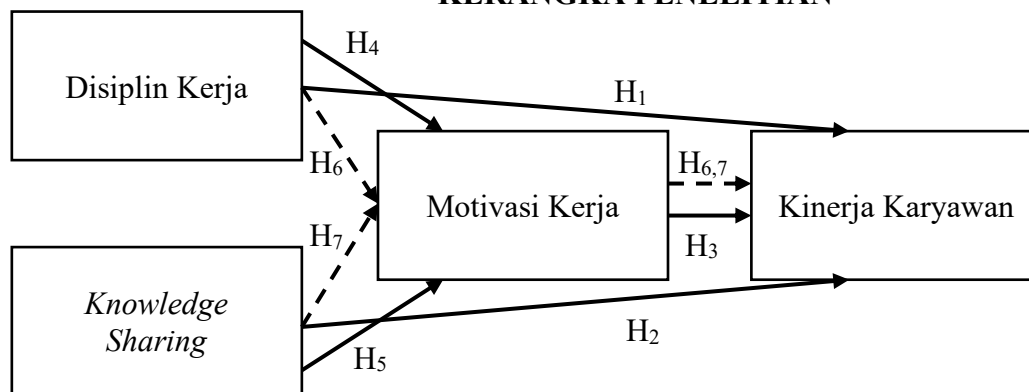 KERANGKA PENELITIAN
H4
Disiplin Kerja
H1
H6
H6,7
Motivasi Kerja
Kinerja Karyawan
H7
H3
Knowledge
Sharing
H2
H5